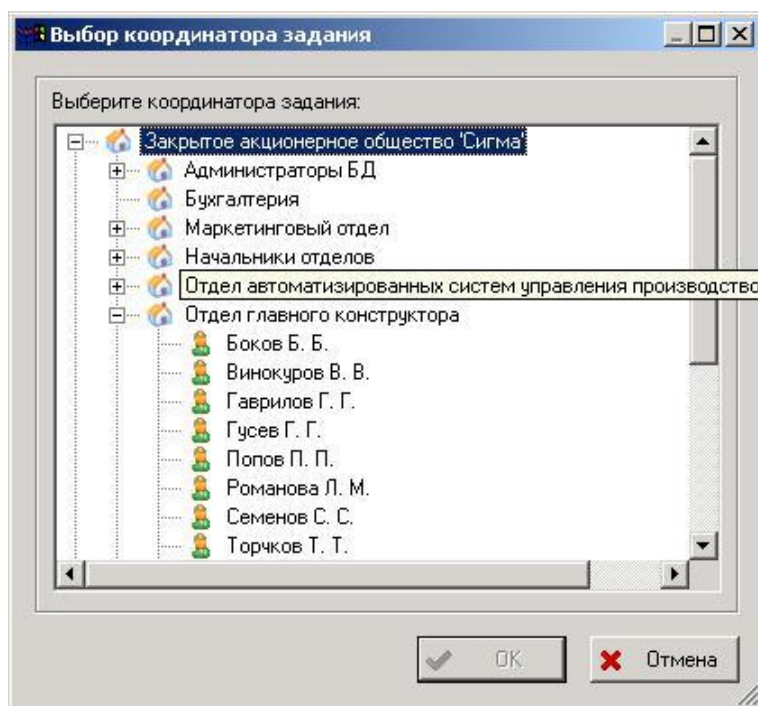 Выбор координатора задания
Выберите координатора задания:
Закрытое акционерное общество 'Сигма'
Администраторы БД
Бухгалтерия
Маркетинговый отдел
Начальники отделов
Отдел автоматизированных систем управления производство
Отдел главного конструктора
Боков Б. Б.
Винокуров В. В.
Гаврилов Г. Г.
Гусев Г. Г.
Попов П. П.
Романова Л. М.
Семенов С. С.
Торчков Т. Т.
OK
Отмена